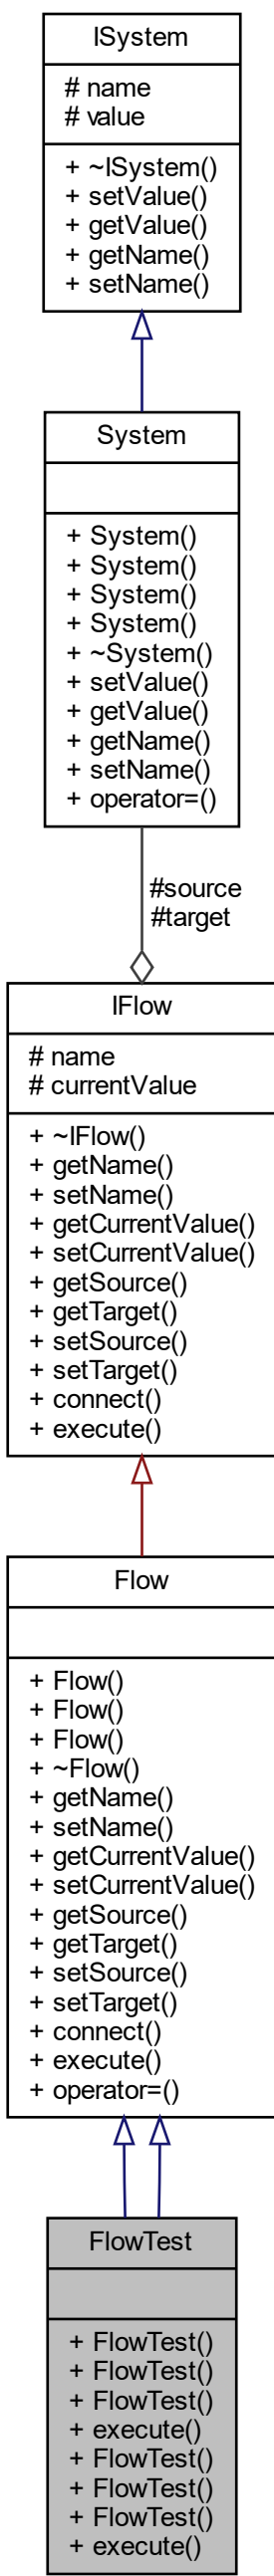 ISystem
# name
# value
+ ~ISystem()
+ setValue()
+ getValue()
+ getName()
+ setName()
System
+ System()
+ System()
+ System()
+ System()
+ ~System()
+ setValue()
+ getValue()
+ getName()
+ setName()
+ operator=()
#source
#target
IFlow
# name
# currentValue
+ ~IFlow()
+ getName()
+ setName()
+ getCurrentValue()
+ setCurrentValue()
+ getSource()
+ getTarget()
+ setSource()
+ setTarget()
+ connect()
+ execute()
Flow
+ Flow()
+ Flow()
+ Flow()
+ ~Flow()
+ getName()
+ setName()
+ getCurrentValue()
+ setCurrentValue()
+ getSource()
+ getTarget()
+ setSource()
+ setTarget()
+ connect()
+ execute()
+ operator=()
FlowTest
+ FlowTest()
+ FlowTest()
+ FlowTest()
+ execute()
+ FlowTest()
+ FlowTest()
+ FlowTest()
+ execute()